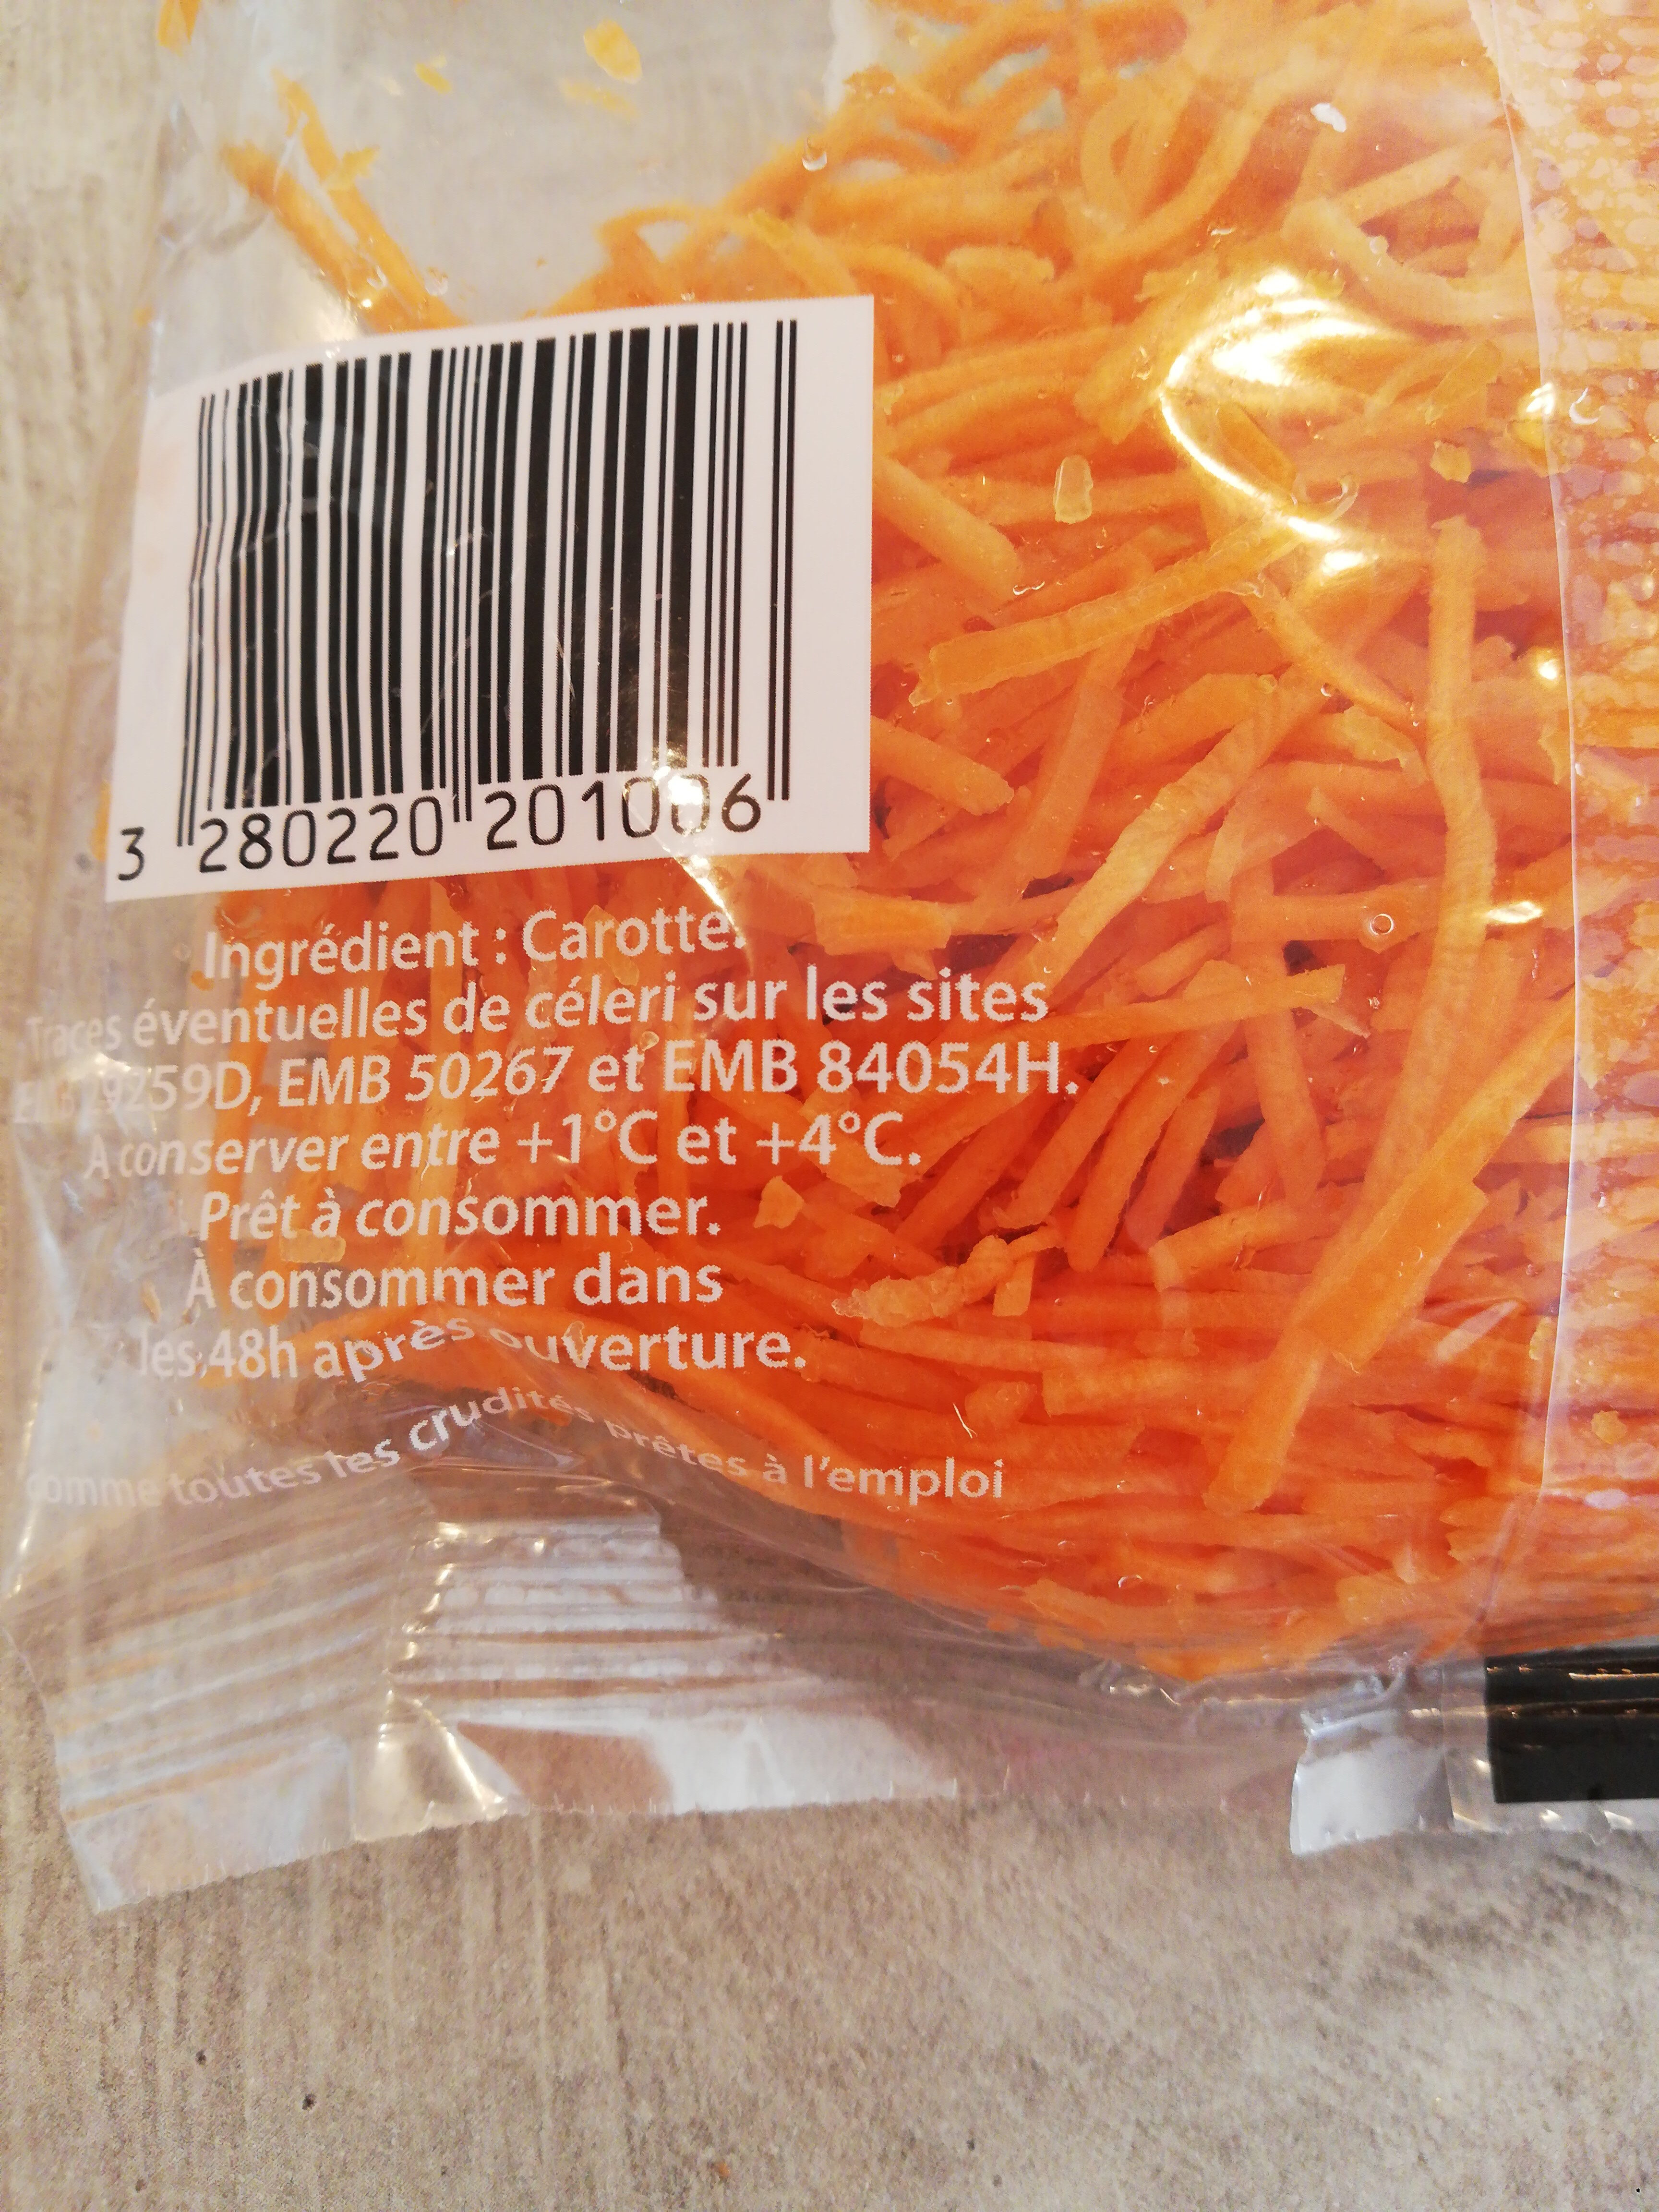 3 280220 201006
Ingrédient : Carotte.
Traces éventuelles de céleri sur les sites
EMB 29259D, EMB 50267 et EMB 84054H.
A conserver entre +1°C et +4°C.
Prêt à consommer.
À consommer dans
les 48h après ouverture.
comme toutes les crudités prêtes à l'emploi